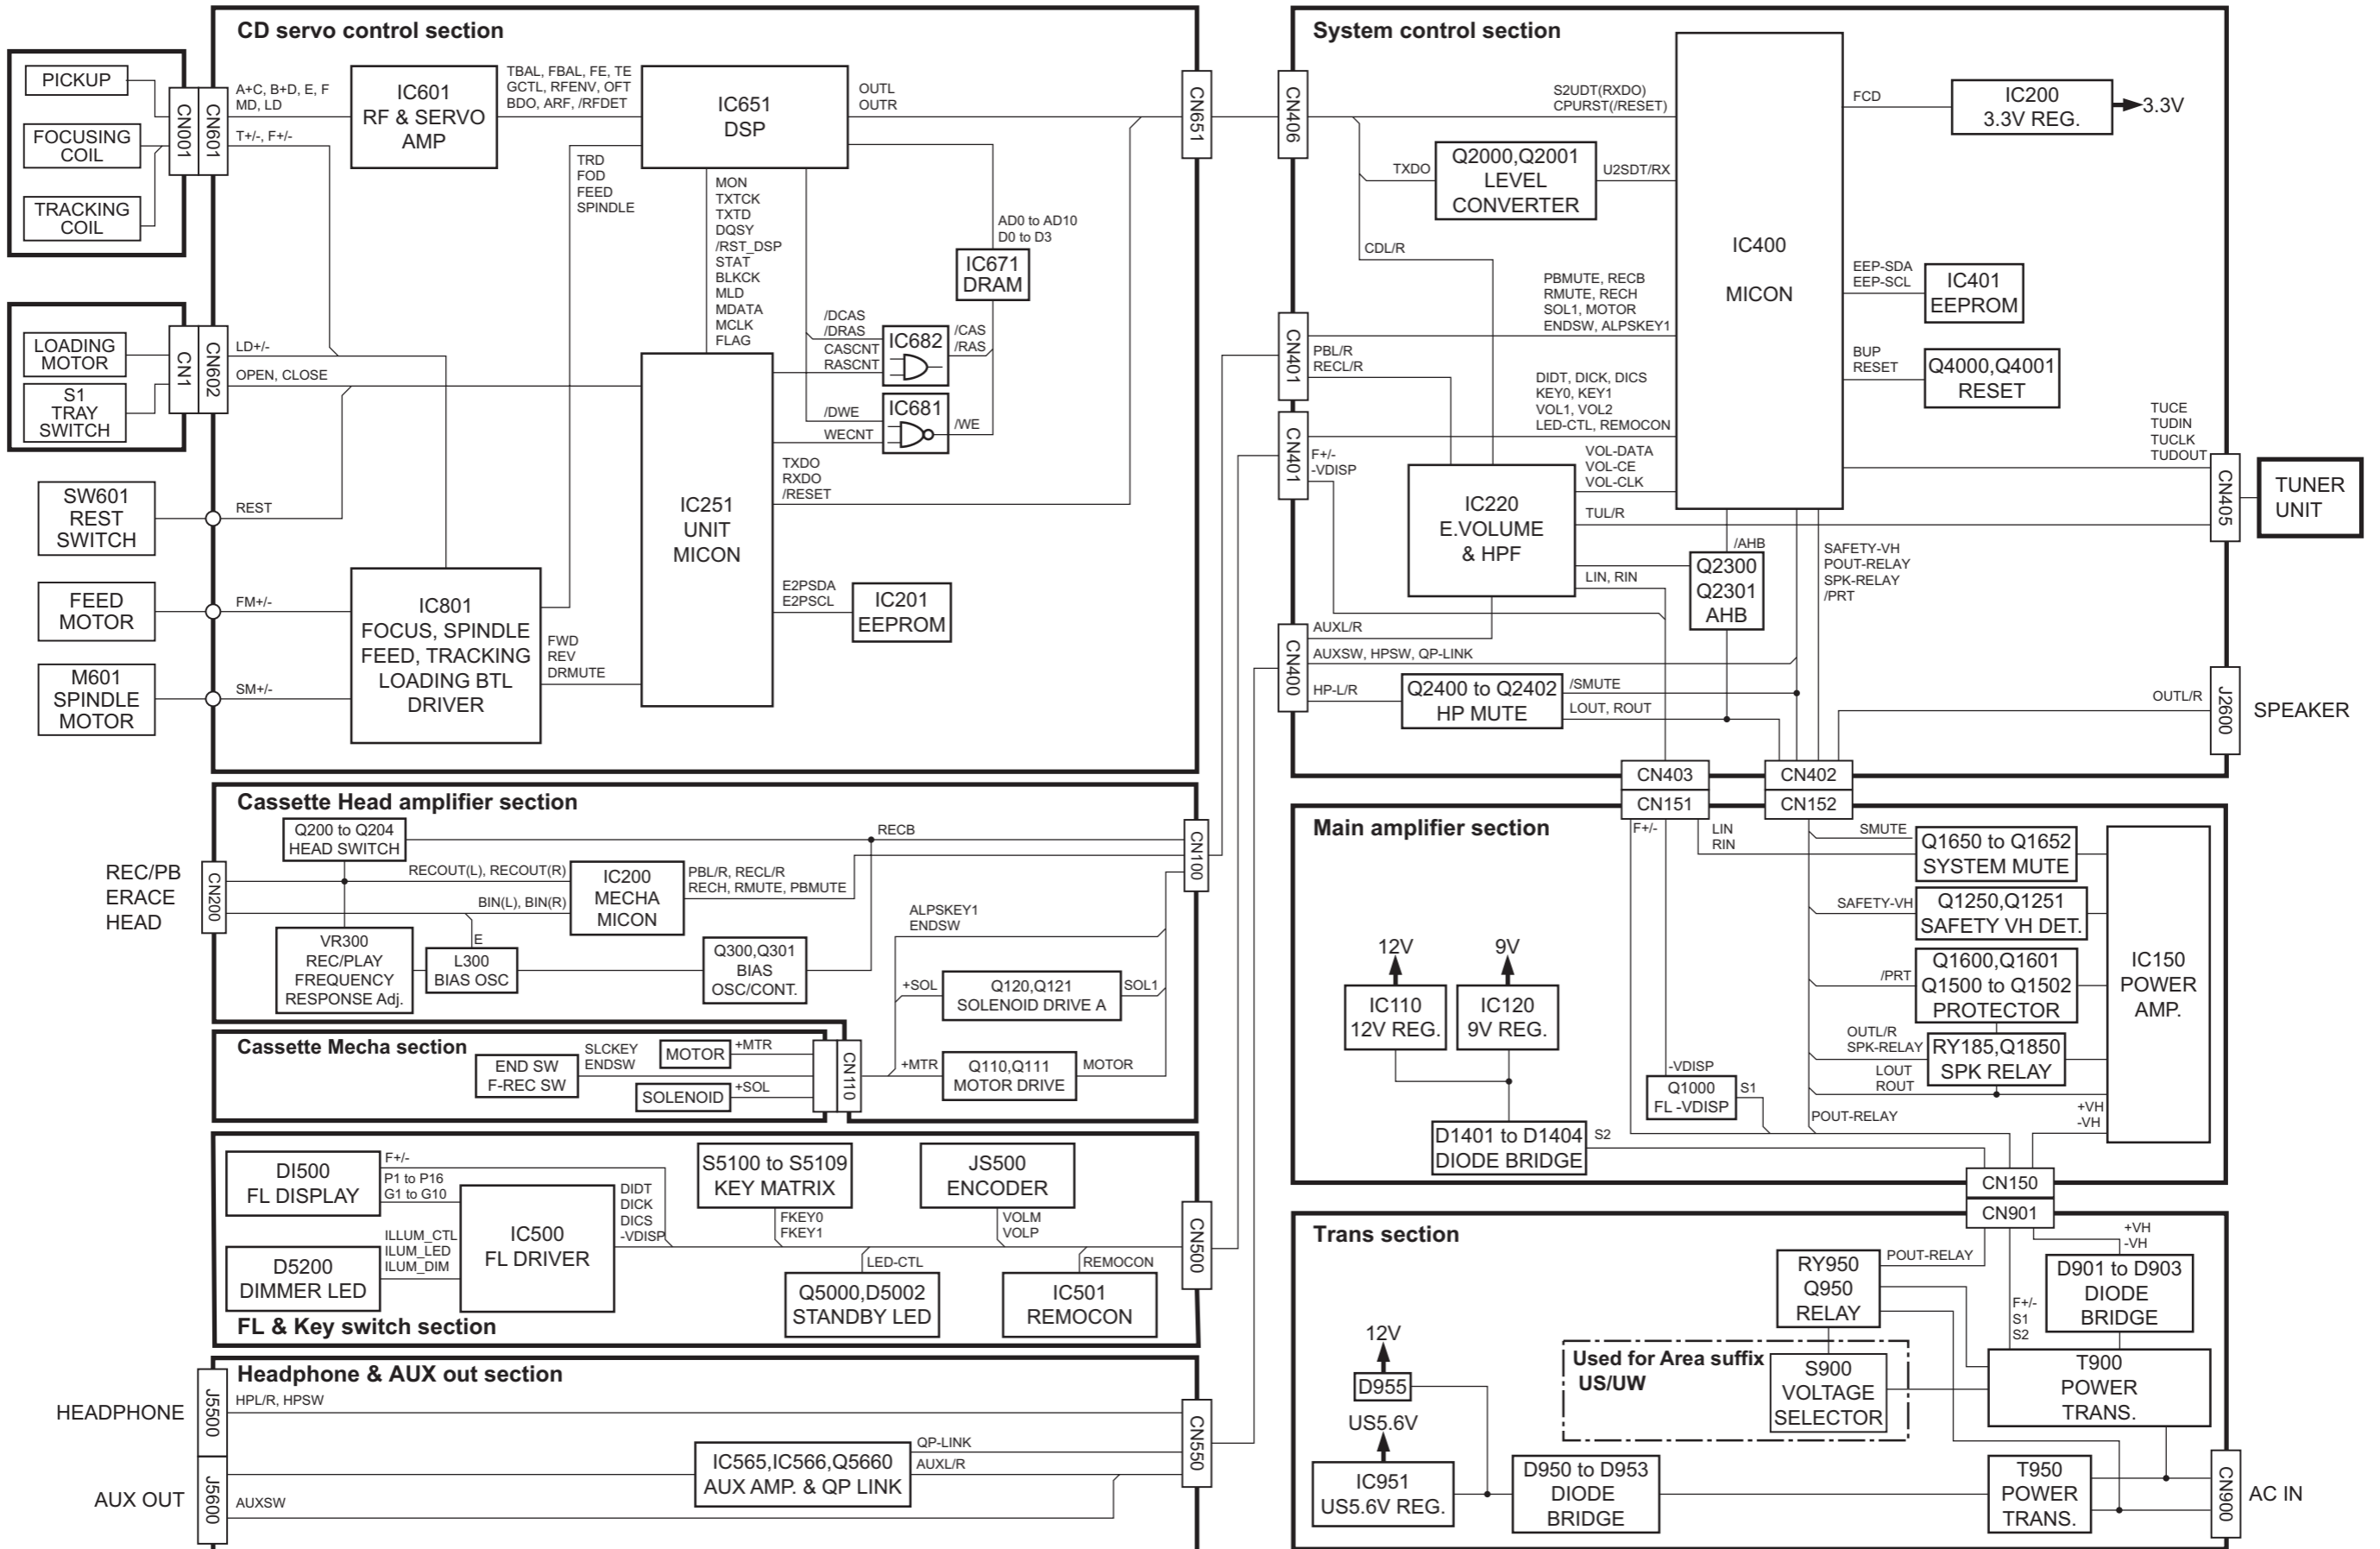 CD servo control section
PICKUP
FOCUSING
COIL
TRACKING
COIL
CN001
CN601
A+C, B+D, E, F
MD, LD
T+/-, F+/-
IC601
RF & SERVO
AMP
TBAL, FBAL, FE, TE
GCTL, RFENV, OFT
BDO, ARF, /RFDET
IC651
DSP
OUTL
OUTR
CN651
TRD
FOD
FEED
SPINDLE
MON
TXTCK
TXTD
DQSY
/RST_DSP
STAT
BLKCK
MLD
MDATA
MCLK
FLAG
AD0 to AD10
D0 to D3
IC671
DRAM
/DCAS
/DRAS
CASCNT
RASCNT
IC682
/CAS
/RAS
/DWE
WECNT
IC681
/WE
LOADING
MOTOR
S1
TRAY
SWITCH
CN1
CN602
LD+/-
OPEN, CLOSE
SW601
REST
SWITCH
REST
FEED
MOTOR
FM+/-
M601
SPINDLE
MOTOR
SM+/-
IC801
FOCUS, SPINDLE
FEED, TRACKING
LOADING BTL
DRIVER
FWD
REV
DRMUTE
IC251
UNIT
MICON
TXDO
RXDO
/RESET
E2PSDA
E2PSCL
IC201
EEPROM
System control section
CN406
S2UDT(RXDO)
CPURST(/RESET)
TXDO
Q2000,Q2001
LEVEL
CONVERTER
U2SDT/RX
CDL/R
IC400
MICON
FCD
IC200
3.3V REG.
3.3V
EEP-SDA
EEP-SCL
IC401
EEPROM
BUP
RESET
Q4000,Q4001
RESET
CN401
PBL/R
RECL/R
PBMUTE, RECB
RMUTE, RECH
SOL1, MOTOR
ENDSW, ALPSKEY1
CN401
F+/-
-VDISP
DIDT, DICK, DICS
KEY0, KEY1
VOL1, VOL2
LED-CTL, REMOCON
VOL-DATA
VOL-CE
VOL-CLK
IC220
E.VOLUME
& HPF
TUL/R
LIN, RIN
TUCE
TUDIN
TUCLK
TUDOUT
CN405
TUNER
UNIT
/AHB
Q2300
Q2301
AHB
SAFETY-VH
POUT-RELAY
SPK-RELAY
/PRT
CN400
AUXL/R
AUXSW, HPSW, QP-LINK
HP-L/R
Q2400 to Q2402
HP MUTE
/SMUTE
LOUT, ROUT
OUTL/R
J2600
SPEAKER
CN403
CN402
CN151
CN152
Cassette Head amplifier section
Q200 to Q204
HEAD SWITCH
RECB
CN100
REC/PB
ERACE
HEAD
CN200
RECOUT(L), RECOUT(R)
BIN(L), BIN(R)
IC200
MECHA
MICON
PBL/R, RECL/R
RECH, RMUTE, PBMUTE
VR300
REC/PLAY
FREQUENCY
RESPONSE Adj.
E
L300
BIAS OSC
Q300,Q301
BIAS
OSC/CONT.
ALPSKEY1
ENDSW
+SOL
Q120,Q121
SOLENOID DRIVE A
SOL1
+MTR
Q110,Q111
MOTOR DRIVE
MOTOR
Cassette Mecha section
END SW
F-REC SW
SLCKEY
ENDSW
MOTOR
+MTR
SOLENOID
+SOL
CN110
Main amplifier section
F+/-
LIN
RIN
SMUTE
Q1650 to Q1652
SYSTEM MUTE
SAFETY-VH
Q1250,Q1251
SAFETY VH DET.
/PRT
Q1600,Q1601
Q1500 to Q1502
PROTECTOR
OUTL/R
SPK-RELAY
RY185,Q1850
SPK RELAY
LOUT
ROUT
IC150
POWER
AMP.
12V
9V
IC110
12V REG.
IC120
9V REG.
-VDISP
Q1000
FL -VDISP
S1
D1401 to D1404
DIODE BRIDGE
S2
POUT-RELAY
+VH
-VH
CN150
CN901
DI500
FL DISPLAY
F+/-
P1 to P16
G1 to G10
D5200
DIMMER LED
ILLUM_CTL
ILUM_LED
ILUM_DIM
IC500
FL DRIVER
DIDT
DICK
DICS
-VDISP
S5100 to S5109
KEY MATRIX
FKEY0
FKEY1
JS500
ENCODER
VOLM
VOLP
LED-CTL
Q5000,D5002
STANDBY LED
REMOCON
IC501
REMOCON
CN500
FL & Key switch section
Headphone & AUX out section
HEADPHONE
J5500
HPL/R, HPSW
AUX OUT
J5600
AUXSW
IC565,IC566,Q5660
AUX AMP. & QP LINK
QP-LINK
AUXL/R
CN550
Trans section
POUT-RELAY
RY950
Q950
RELAY
+VH
-VH
D901 to D903
DIODE
BRIDGE
F+/-
S1
S2
12V
D955
US5.6V
IC951
US5.6V REG.
D950 to D953
DIODE
BRIDGE
Used for Area suffix
US/UW
S900
VOLTAGE
SELECTOR
T900
POWER
TRANS.
T950
POWER
TRANS.
CN900
AC IN